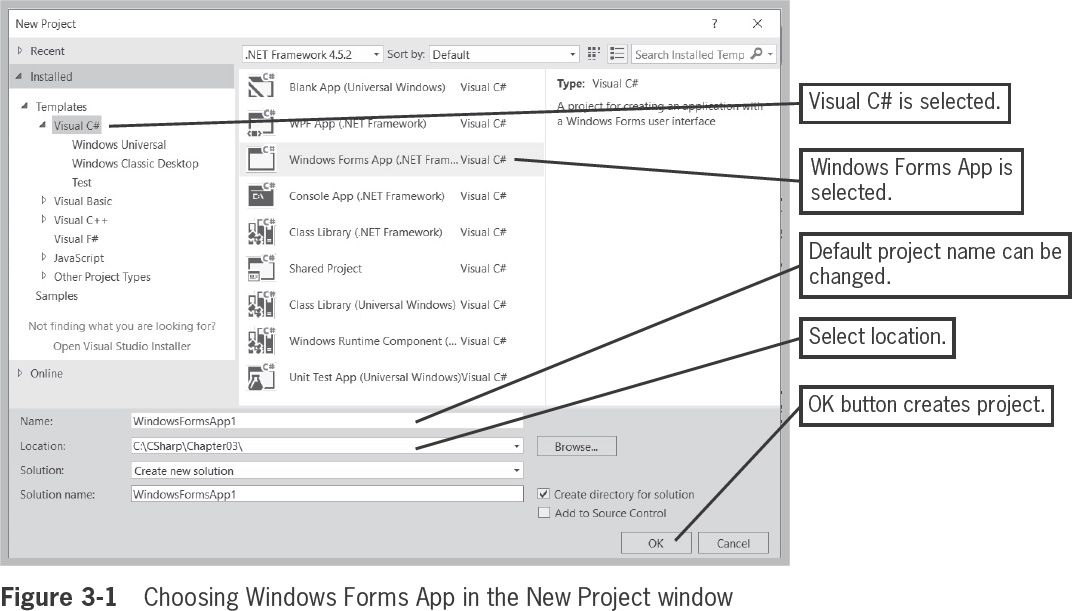 New Project
?
Recent
Installed
Templates
Visual C#
Windows Universal
Windows Classic Desktop
Test
Visual Basic
Visual C++
Visual F#
JavaScript
Other Project Types
Samples
Not finding what you are looking for?
Open Visual Studio Installer
Online
.NET Framework 4.5.2 Sort by: Default Search Installed Temp
Blank App (Universal Windows) Visual C#
WPF App (.NET Framework) Visual C#
Windows Forms App (.NET Fram... Visual C#
Console App (.NET Framework) Visual C#
Class Library (.NET Framework) Visual C#
Shared Project Visual C#
Class Library (Universal Windows) Visual C#
Windows Runtime Component (... Visual C#
Unit Test App (Universal Windows) Visual C#
Type: Visual C#
A project for creating an application with
a Windows Forms user interface
Name: WindowsFormsApp1
Location: C:\CSharp\Chapter03\ Browse...
Solution: Create new solution
Solution name: WindowsFormsApp1
Create directory for solution
Add to Source Control
OK Cancel
Visual C# is selected.
Windows Forms App is
selected.
Default project name can be
changed.
Select location.
OK button creates project.
Figure 3-1 Choosing Windows Forms App in the New Project window